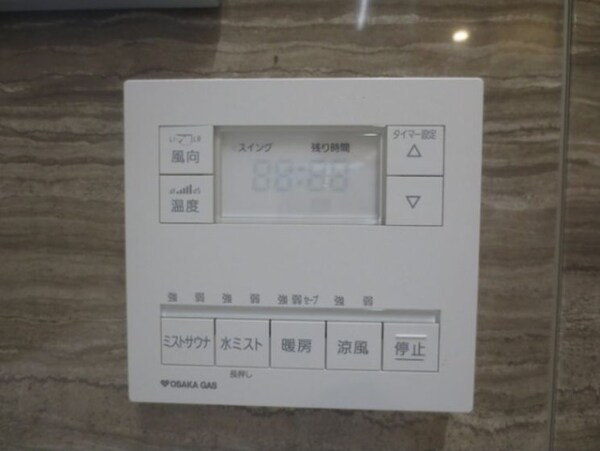 スイング 残り時間
タイマー設定
風向
温度
強 弱 強 弱 強 弱 セーブ 強 弱
ミストサウナ 水ミスト 暖房 涼風 停止
長押し
OSAKA GAS